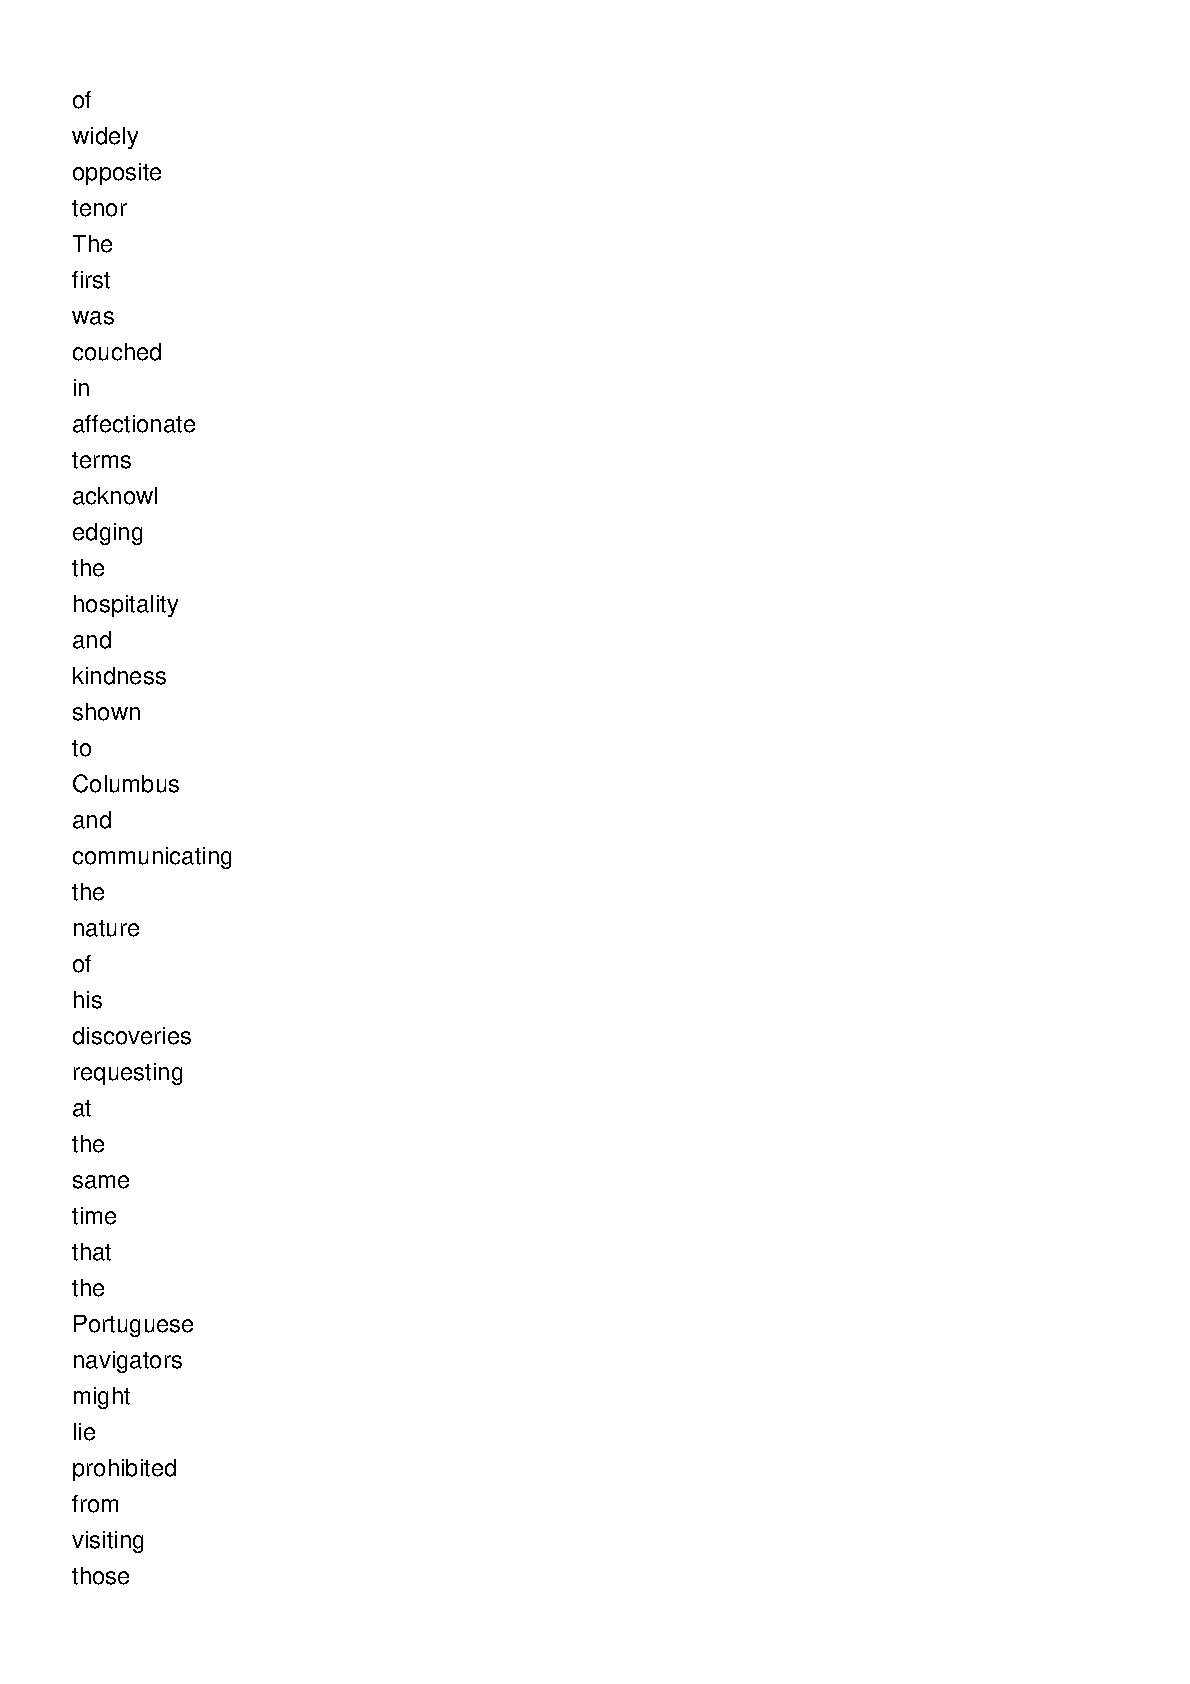 of
widely
opposite
tenor
The
first
was
couched
in
affectionate
terms
acknowl
edging
the
hospitality
and
kindness
shown
to
Columbus
and
communicating
the
nature
of
his
discoveries
requesting
at
the
same
time
that
the
Portuguese
navigators
might
lie
prohibited
from
visiting
those